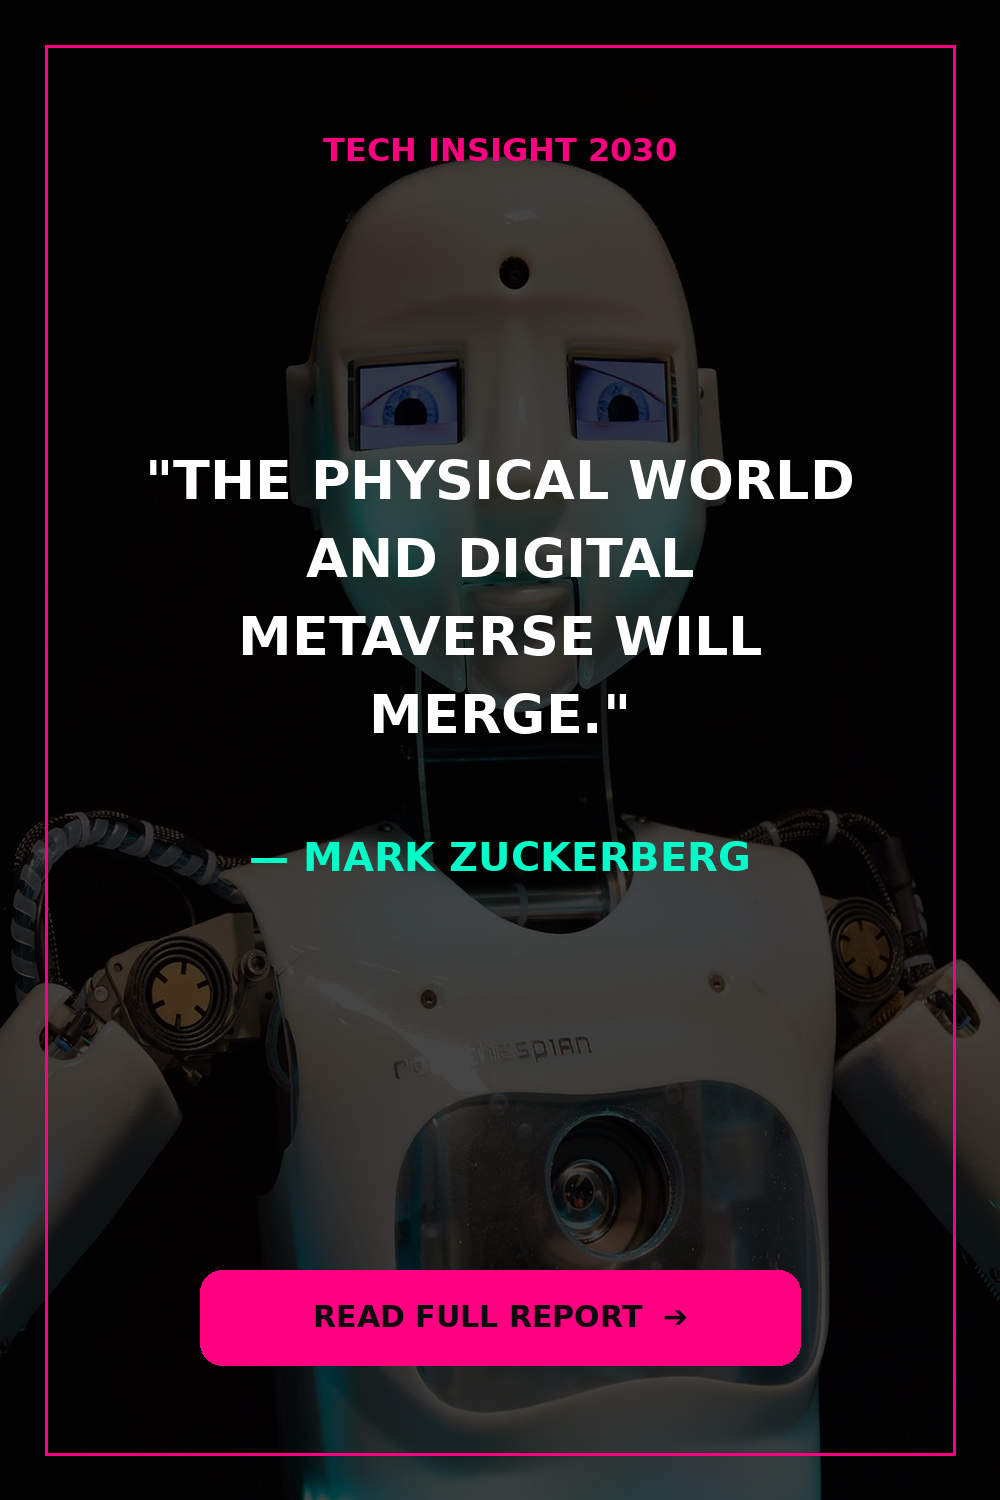 TECH INSIGHT 2030
"THE PHYSICAL WORLD
AND DIGITAL
METAVERSE WILL
MERGE."
— MARK ZUCKERBERG
READ FULL REPORT ➔